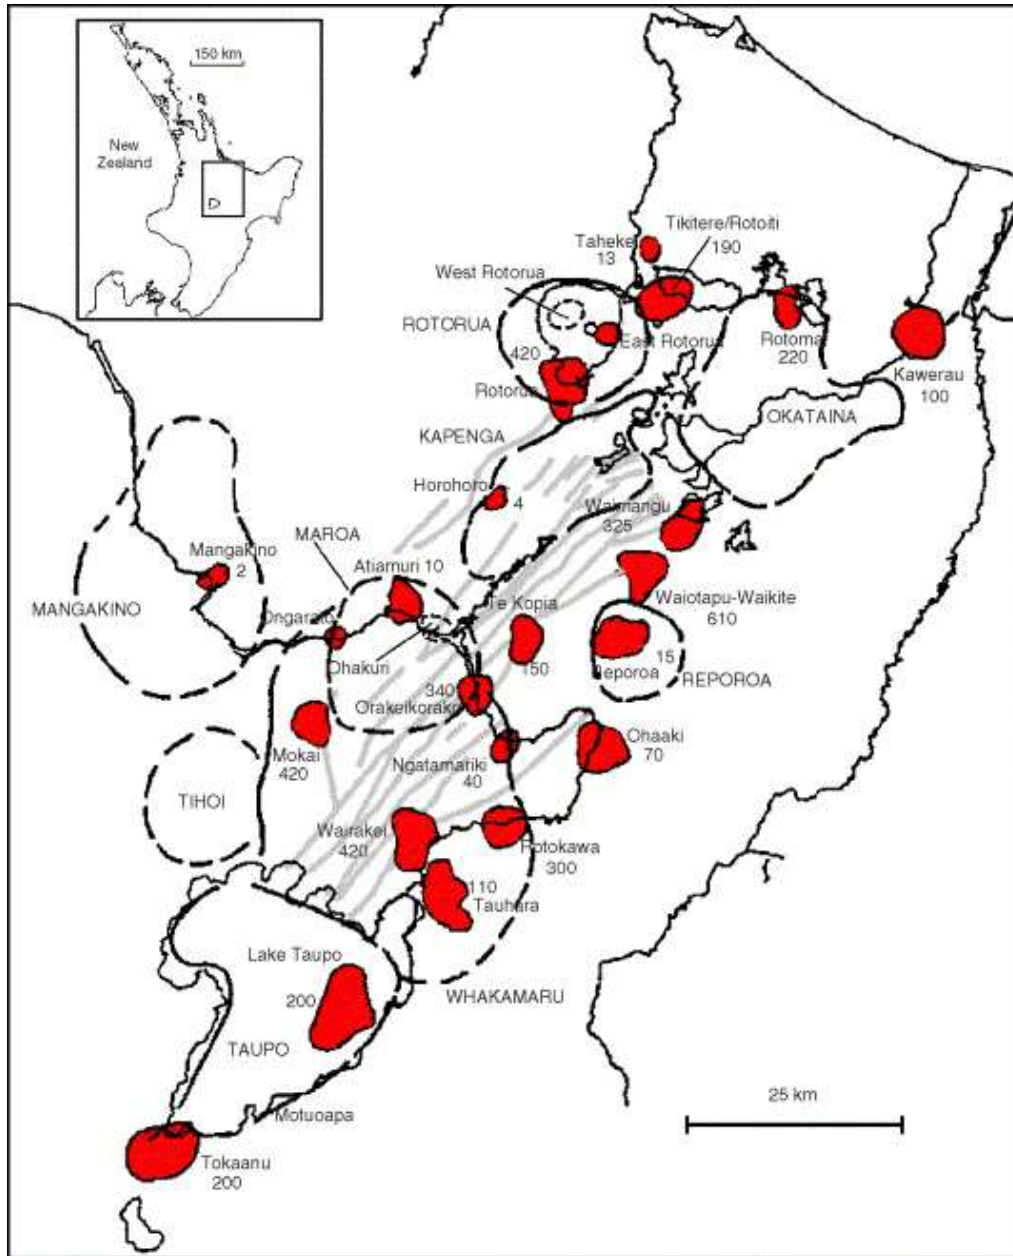 150 km
New
Zealand
Tikitere/Rotoiti
190
Taheke
13
West Rotorua
ROTORUA
East Rotorua
Rotoma
220
Kawerau
100
420
Rotorua
OKATAINA
KAPENGA
Horohoro
4
Waimangu
325
MAROA
Mangakino
2
Atiamuri 10
MANGAKINO
Te Kopia
Waiotapu-Waikite
610
Ohakuri
150
15
Reporoa
REPOROA
340
Orakeikorako
Mokai
420
Ngatamariki
40
Ohaaki
70
TIHOI
Wairakei
420
Rotokawa
300
110
Tauhara
Lake Taupo
200
WHAKAMARU
TAUPO
25 km
Motuoapa
Tokaanu
200